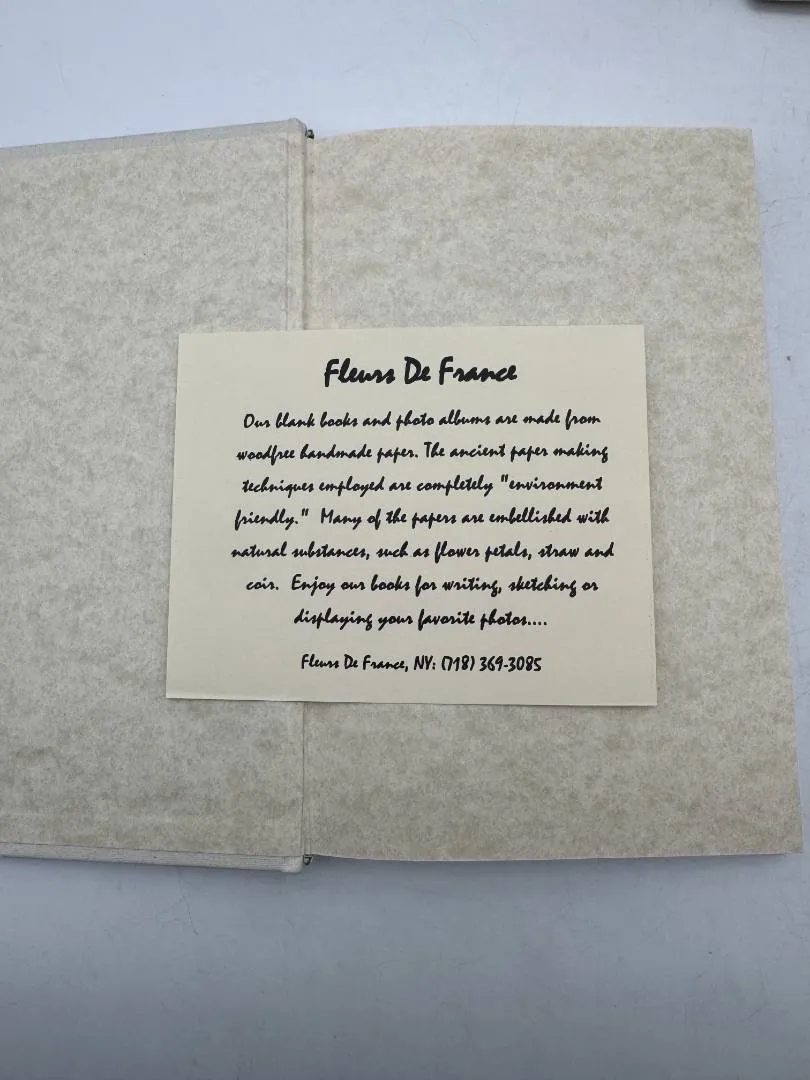 Fleurs De France
Our blank books and photo albums are made from
woodfree handmade paper. The ancient paper making
techniques employed are completely "environment
friendly."  Many of the papers are embellished with
natural substances, such as flower petals, straw and
coir.  Enjoy our books for writing, sketching or
displaying your favorite photos....
Fleurs De France, NY: (718) 369-3085